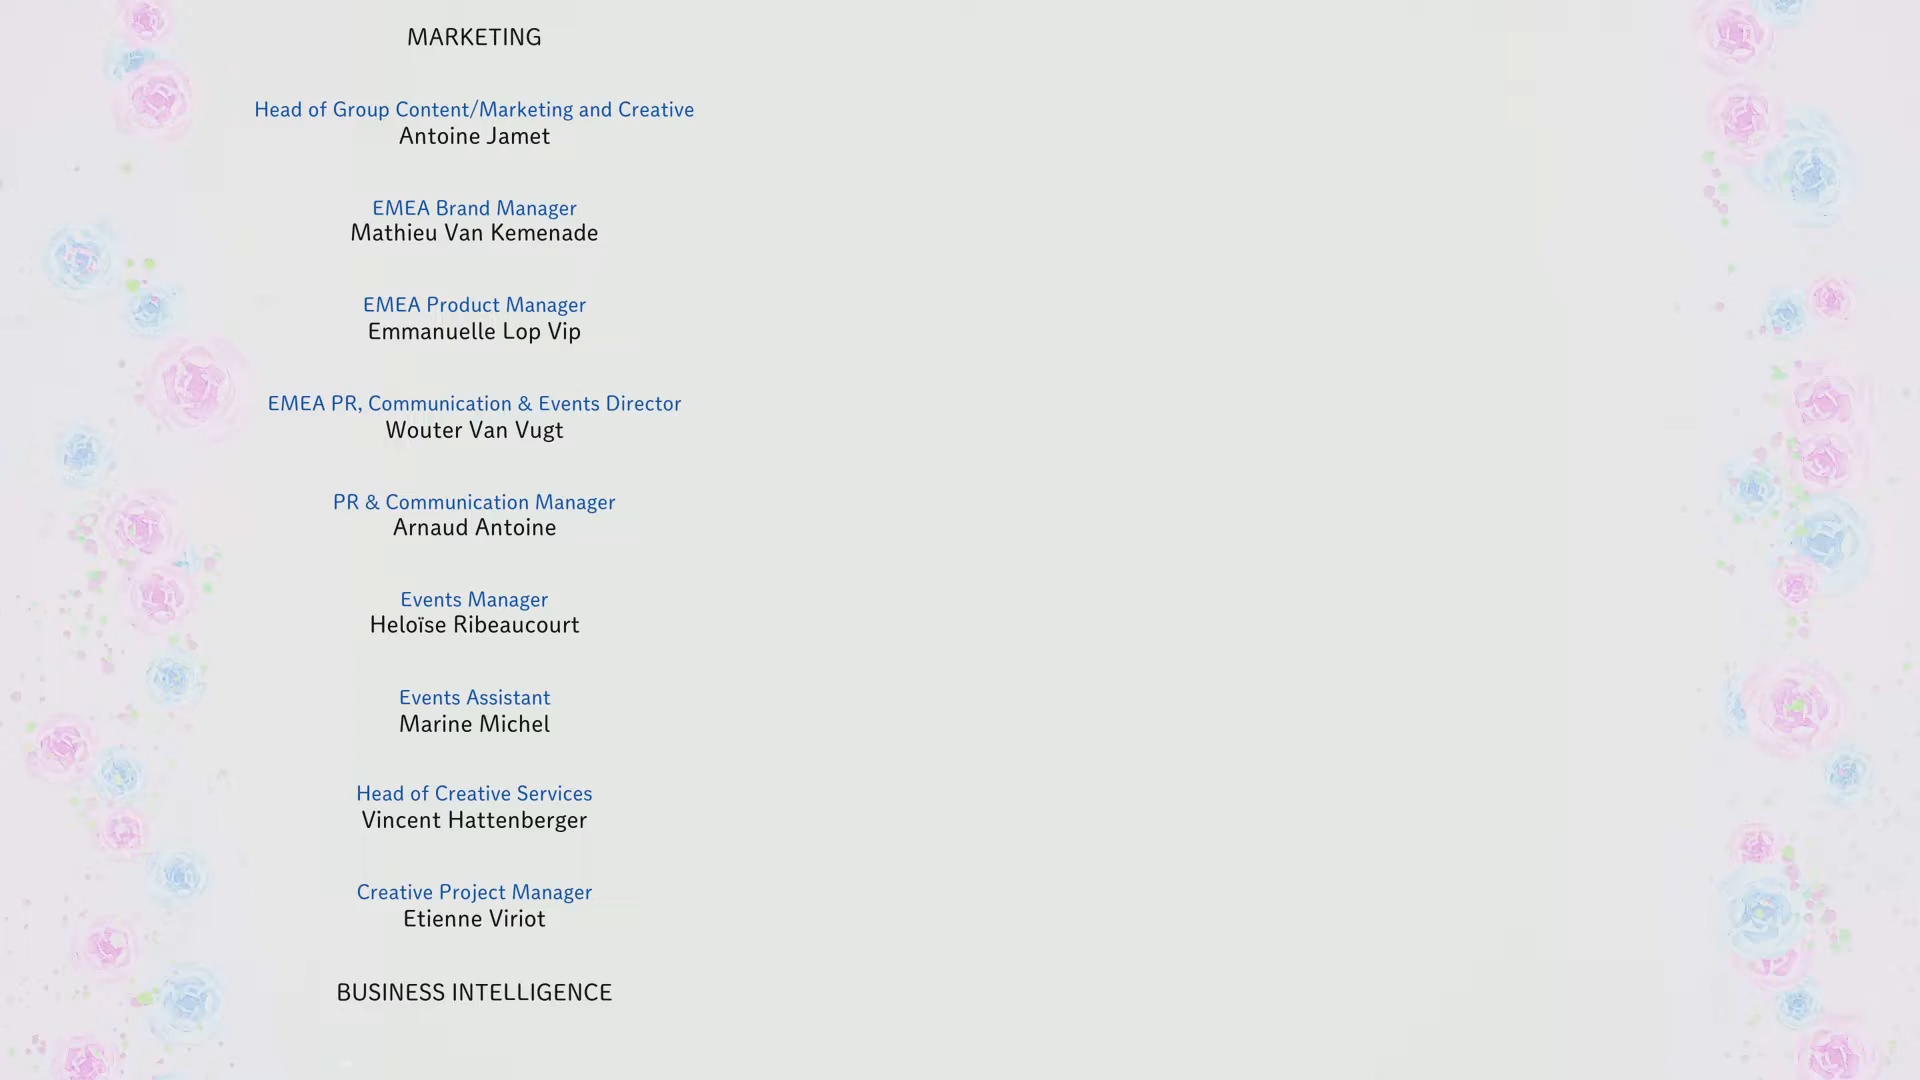 MARKETING
Head of Group Content/Marketing and Creative
Antoine Jamet
EMEA Brand Manager
Mathieu Van Kemenade
EMEA Product Manager
Emmanuelle Lop Vip
EMEA PR, Communication & Events Director
Wouter Van Vugt
PR & Communication Manager
Arnaud Antoine
Events Manager
Heloïse Ribeaucourt
Events Assistant
Marine Michel
Head of Creative Services
Vincent Hattenberger
Creative Project Manager
Etienne Viriot
BUSINESS INTELLIGENCE